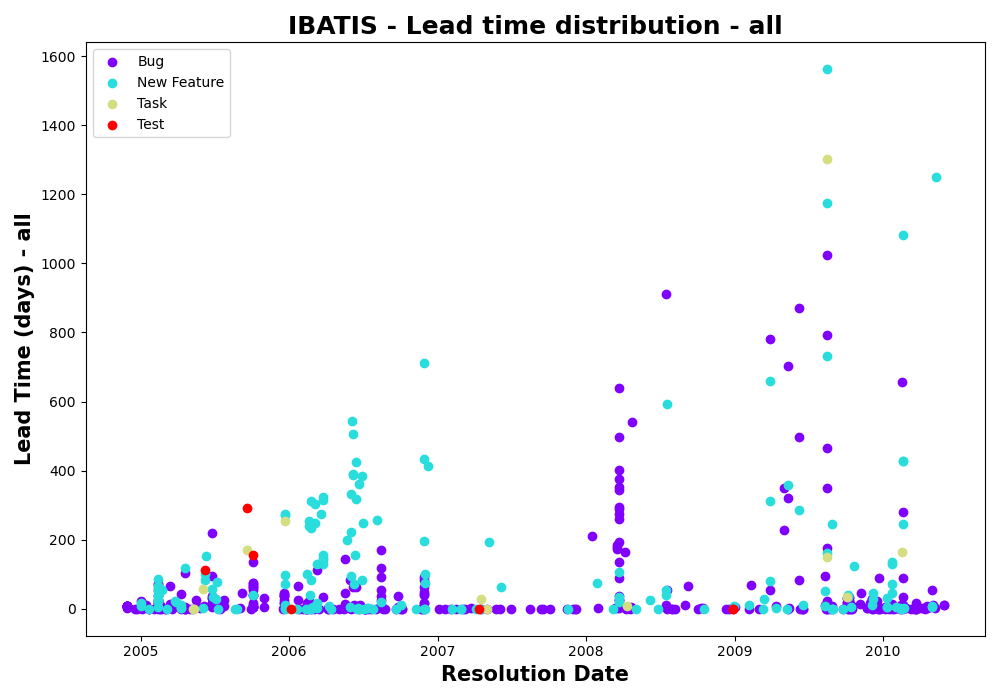 IBATIS - Lead time distribution - all
Bug
New Feature
Task
Test
1600
1400
1200
1000
800
600
400
200
0
Lead Time (days) - all
2005 2006 2007 2008 2009 2010
Resolution Date